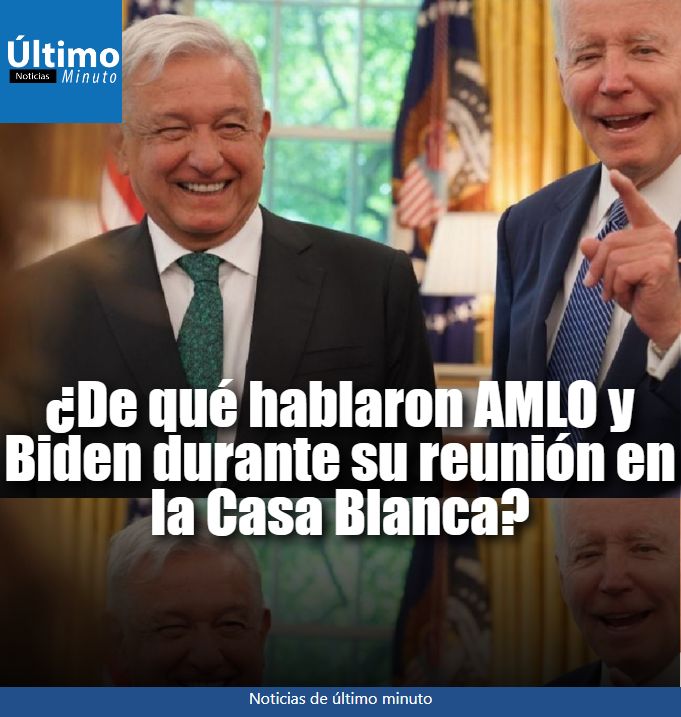 Último
Noticias Minuto
¿De qué hablaron AMLO y
Biden durante su reunión en
la Casa Blanca?
Noticias de último minuto